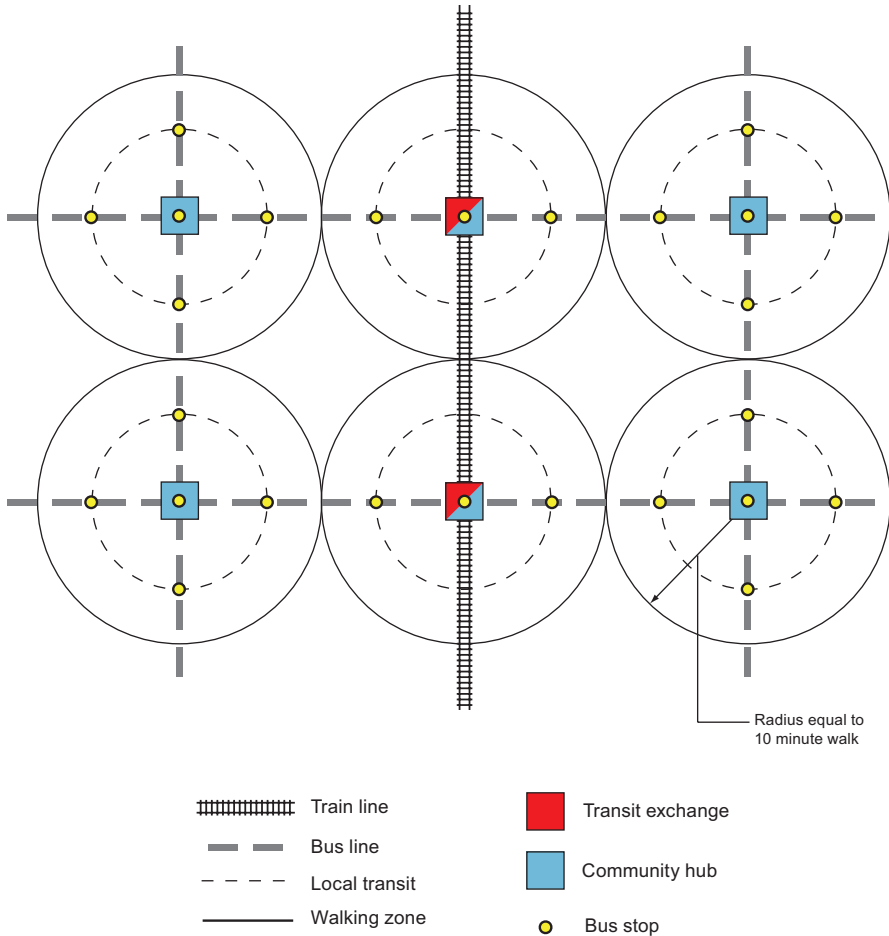 Radius equal to
10 minute walk
Train line
Bus line
Local transit
Walking zone
Transit exchange
Community hub
Bus stop